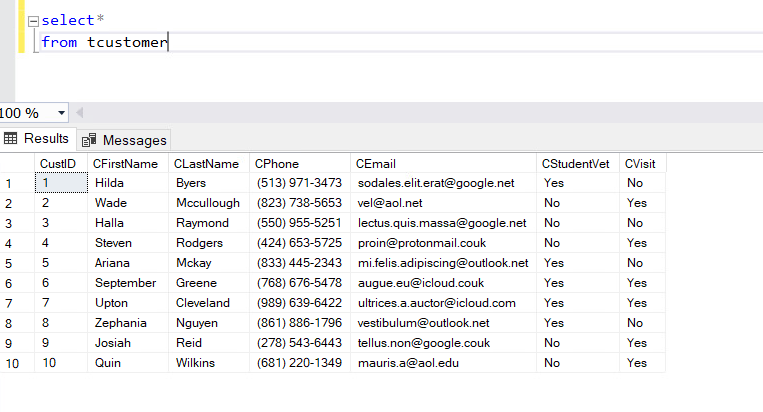 select*
from tcustomer
100 %
Results Messages
CustID CFirstName CLastName CPhone CEmail CStudentVet CVisit
1 1 Hilda Byers (513) 971-3473 sodales.elit.erat@google.net Yes No
2 2 Wade Mccullough (823) 738-5653 vel@aol.net No Yes
3 3 Halla Raymond (550) 955-5251 lectus.quis.massa@google.net No No
4 4 Steven Rodgers (424) 653-5725 proin@protonmail.couk No Yes
5 5 Ariana Mckay (833) 445-2343 mi.felis.adipiscing@outlook.net Yes No
6 6 September Greene (768) 676-5478 augue.eu@icloud.couk Yes Yes
7 7 Upton Cleveland (989) 639-6422 ultrices.a.auctor@icloud.com Yes Yes
8 8 Zephania Nguyen (861) 886-1796 vestibulum@outlook.net Yes No
9 9 Josiah Reid (278) 543-6443 tellus.non@google.couk No Yes
10 10 Quin Wilkins (681) 220-1349 mauris.a@aol.edu No Yes